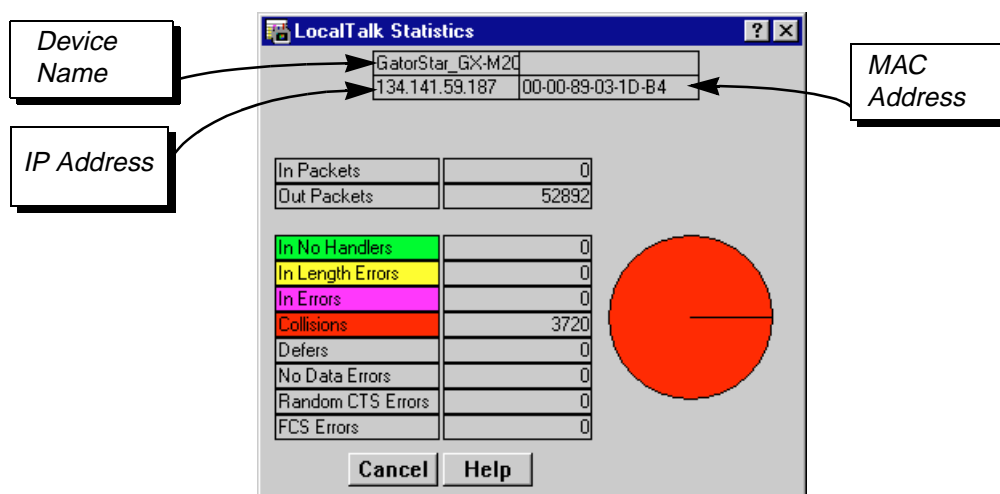 LocalTalk Statistics
Device
Name
GatorStar_GX-M20
134.141.59.187 00-00-89-03-1D-B4
MAC
Address
IP Address
In Packets 0
Out Packets 52892
In No Handlers 0
In Length Errors 0
In Errors 0
Collisions 3720
Defers 0
No Data Errors 0
Random CTS Errors 0
FCS Errors 0
Cancel Help